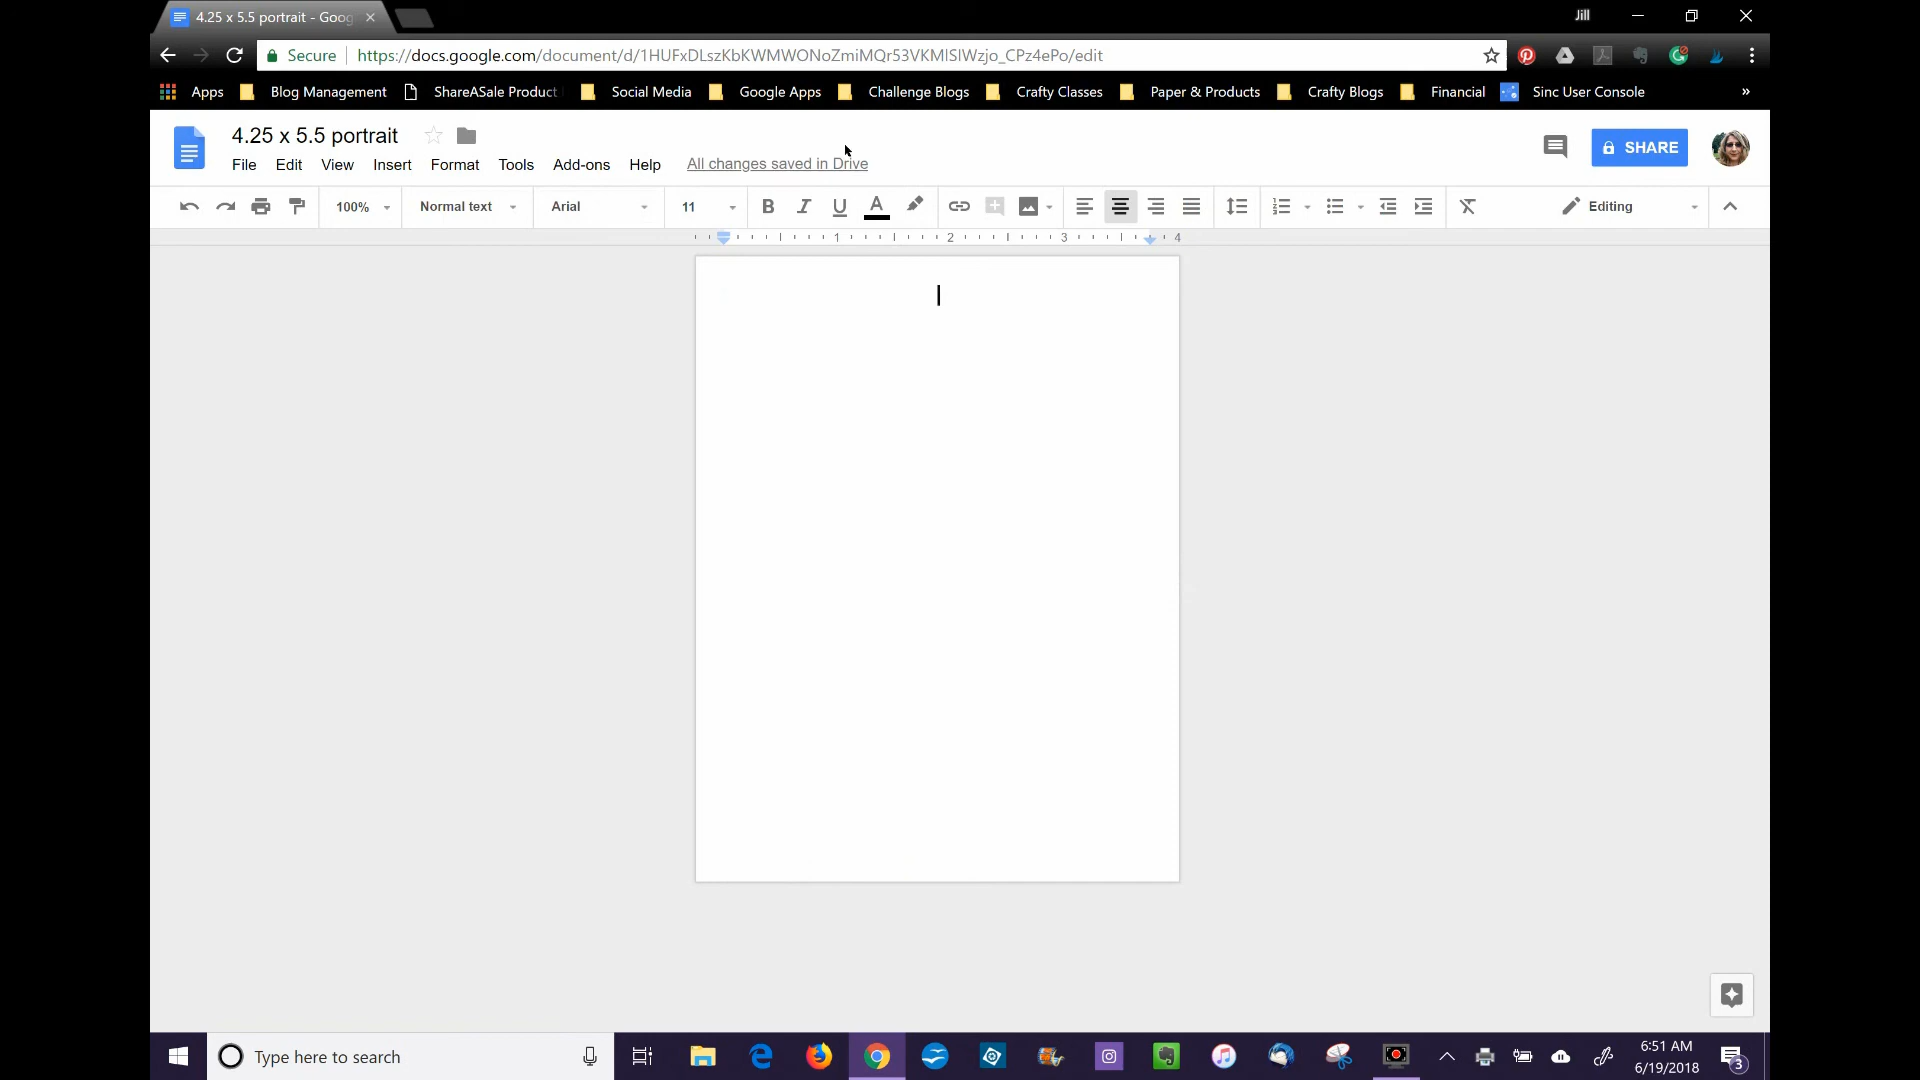 4.25 x 5.5 portrait - Goog
Jill
Secure
https://docs.google.com/document/d/1HUFxDLszKbKWMWONoZmiMQr53VKMlSlWzjo_CPz4ePo/edit
Apps
Blog Management
ShareASale Product
Social Media
Google Apps
Challenge Blogs
Crafty Classes
Paper & Products
Crafty Blogs
Financial
Sinc User Console
»
4.25 x 5.5 portrait
SHARE
File Edit View Insert Format Tools Add-ons Help All changes saved in Drive
100% Normal text Arial 11 B I U A Editing
1 2 3 4
Type here to search
6:51 AM
6/19/2018
3